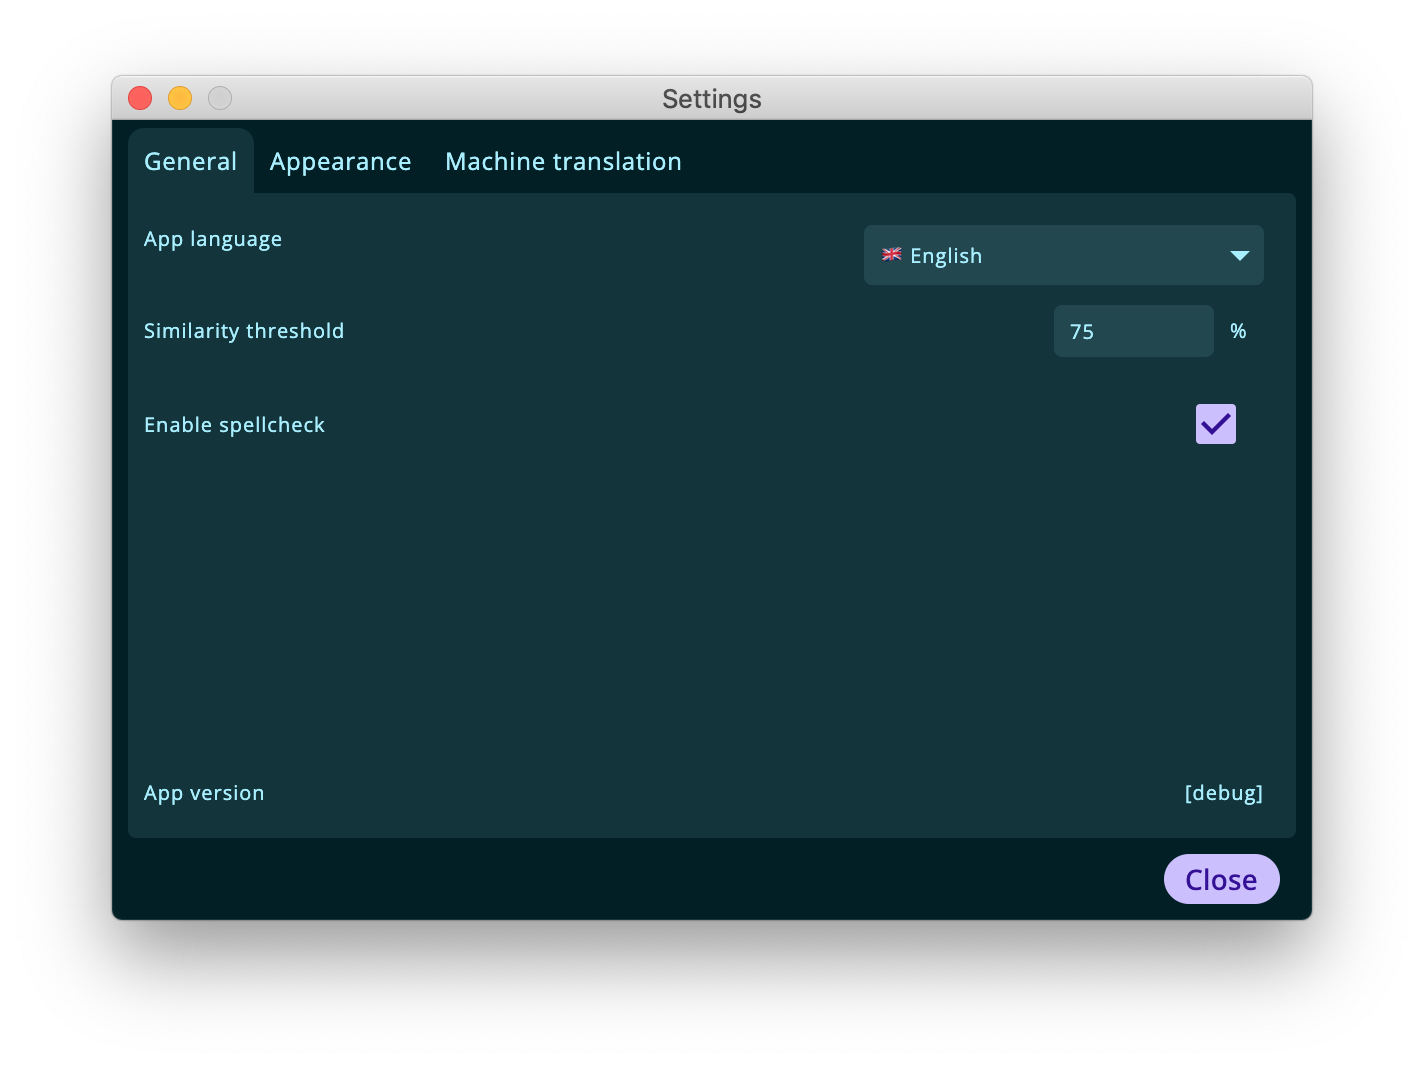 Settings
General Appearance Machine translation
App language English
Similarity threshold 75 %
Enable spellcheck
App version [debug]
Close